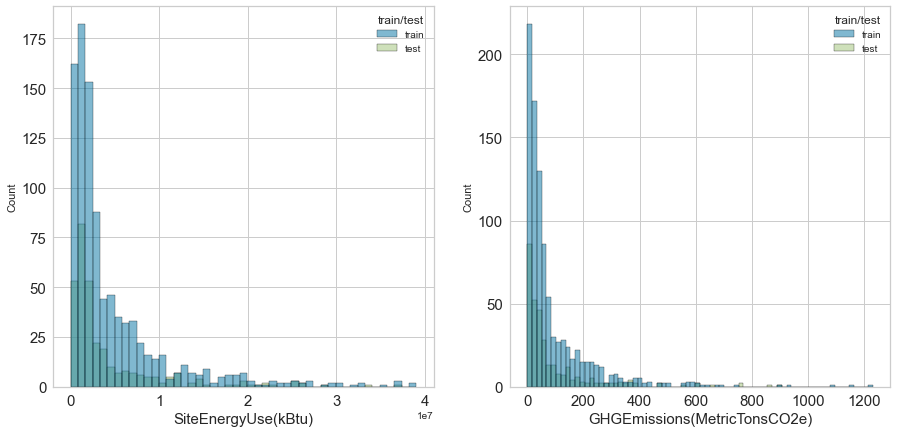 train/test
train
test
175
150
125
100
75
50
25
0
Count
0
1
2
3
4
1e7
SiteEnergyUse(kBtu)
train/test
train
test
200
150
100
50
0
Count
0
200
400
600
800
1000
1200
GHGEmissions(MetricTonsCO2e)